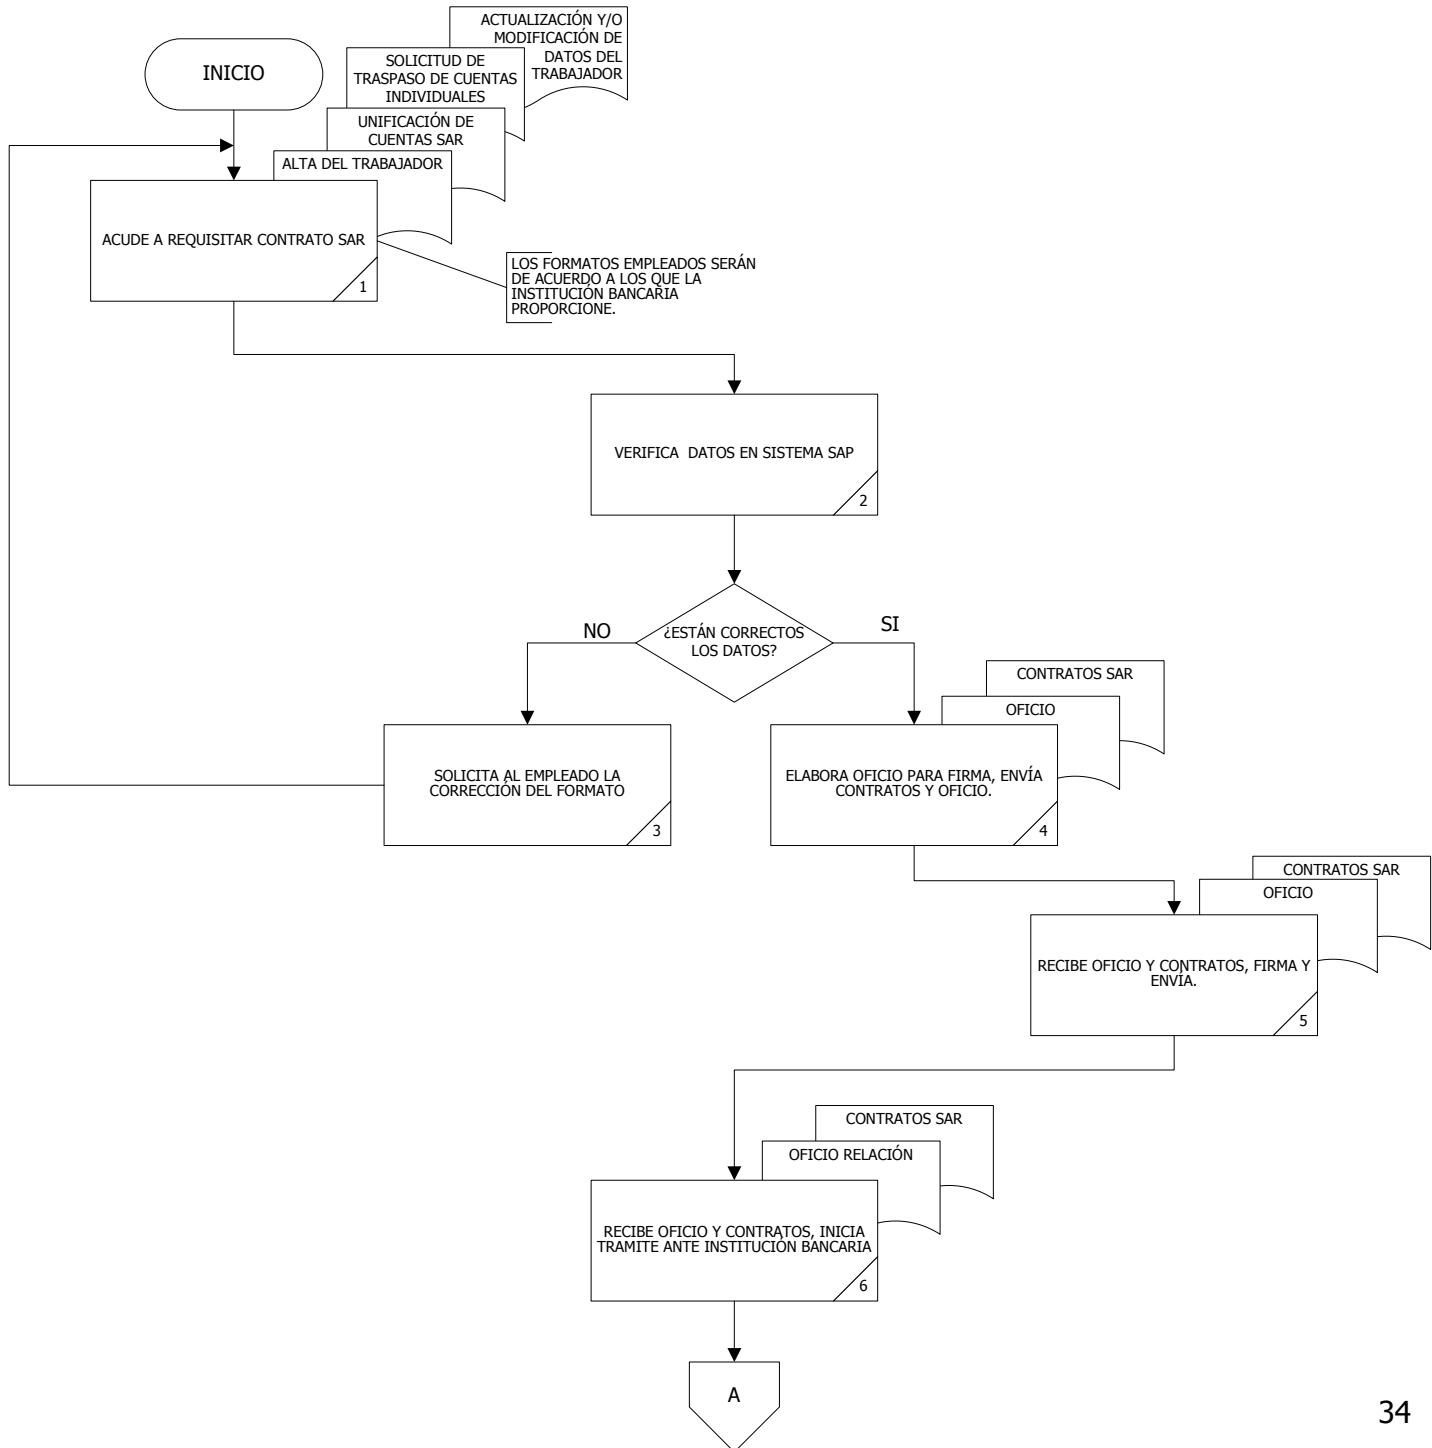 INICIO
ACTUALIZACIÓN Y/O
MODIFICACIÓN DE
DATOS DEL
TRABAJADOR
SOLICITUD DE
TRASPASO DE CUENTAS
INDIVIDUALES
UNIFICACIÓN DE
CUENTAS SAR
ALTA DEL TRABAJADOR
ACUDE A REQUISITAR CONTRATO SAR
1
LOS FORMATOS EMPLEADOS SERÁN
DE ACUERDO A LOS QUE LA
INSTITUCIÓN BANCARIA
PROPORCIONE.
VERIFICA DATOS EN SISTEMA SAP
2
¿ESTÁN CORRECTOS
LOS DATOS?
NO
SI
SOLICITA AL EMPLEADO LA
CORRECCIÓN DEL FORMATO
3
CONTRATOS SAR
OFICIO
ELABORA OFICIO PARA FIRMA, ENVÍA
CONTRATOS Y OFICIO.
4
CONTRATOS SAR
OFICIO
RECIBE OFICIO Y CONTRATOS, FIRMA Y
ENVÍA.
5
CONTRATOS SAR
OFICIO RELACIÓN
RECIBE OFICIO Y CONTRATOS, INICIA
TRAMITE ANTE INSTITUCIÓN BANCARIA
6
A
34